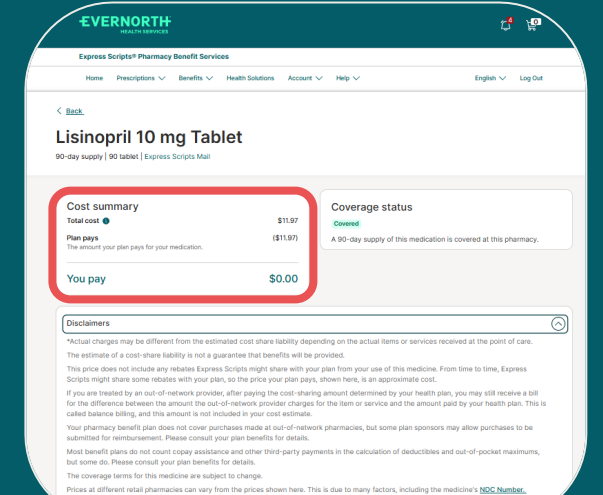 EVERNORTH
HEALTH SERVICES
4
0
Express Scripts® Pharmacy Benefit Services
Home Prescriptions Benefits Health Solutions Account Help English Log Out
Back
Lisinopril 10 mg Tablet
90-day supply | 90 tablet | Express Scripts Mail
Cost summary
Total cost i $11.97
Plan pays ($11.97)
The amount your plan pays for your medication.
You pay $0.00
Coverage status
Covered
A 90-day supply of this medication is covered at this pharmacy.
Disclaimers
*Actual charges may be different from the estimated cost share liability depending on the actual items or services received at the point of care.
The estimate of a cost-share liability is not a guarantee that benefits will be provided.
This price does not include any rebates Express Scripts might share with your plan from your use of this medicine. From time to time, Express
Scripts might share some rebates with your plan, so the price your plan pays, shown here, is an approximate cost.
If you are treated by an out-of-network provider, after paying the cost-sharing amount determined by your health plan, you may still receive a bill
for the difference between the amount the out-of-network provider charges for the item or service and the amount paid by your health plan. This is
called balance billing, and this amount is not included in your cost estimate.
Your pharmacy benefit plan does not cover purchases made at out-of-network pharmacies, but some plan sponsors may allow purchases to be
submitted for reimbursement. Please consult your plan benefits for details.
Most benefit plans do not count copay assistance and other third-party payments in the calculation of deductibles and out-of-pocket maximums,
but some do. Please consult your plan benefits for details.
The coverage terms for this medicine are subject to change.
Prices at different retail pharmacies can vary from the prices shown here. This is due to many factors, including the medicine's NDC Number.